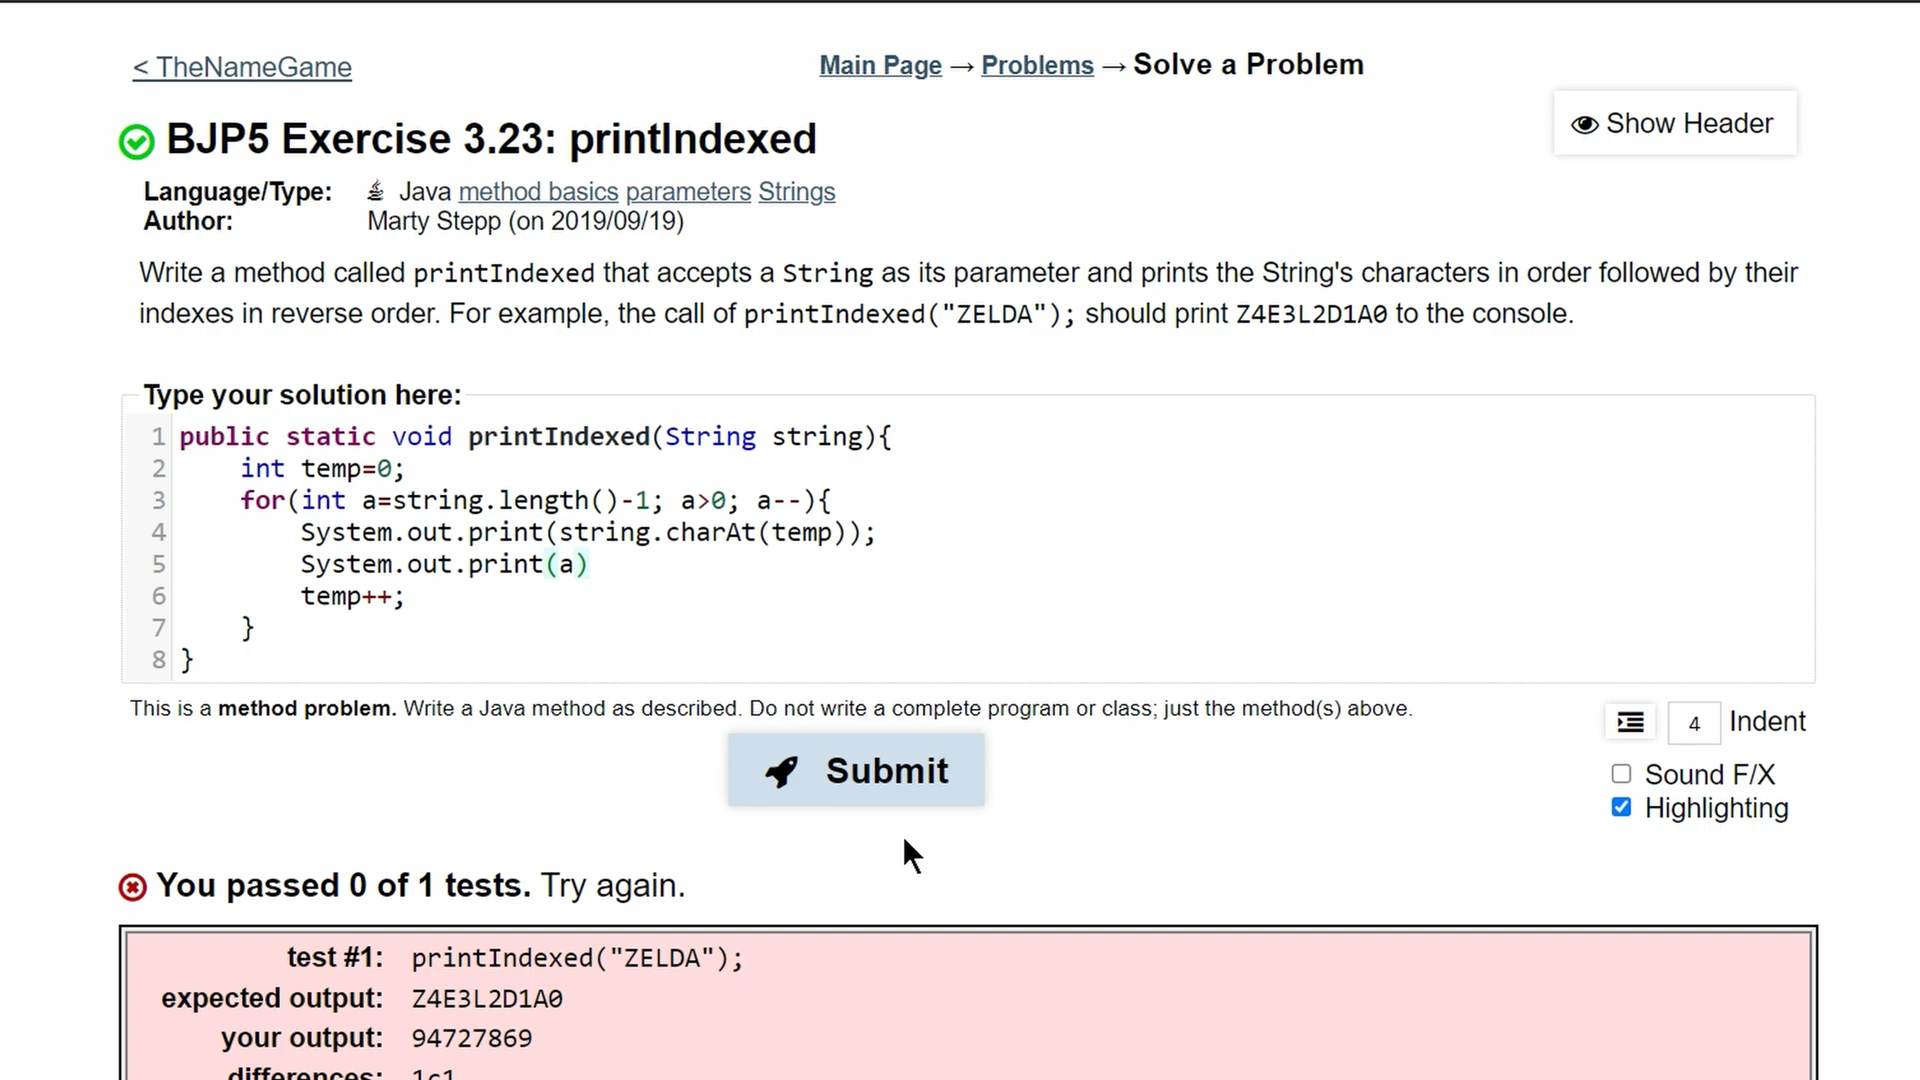 < TheNameGame
Main Page → Problems → Solve a Problem
Show Header
BJP5 Exercise 3.23: printIndexed
Language/Type: Java method basics parameters Strings
Author: Marty Stepp (on 2019/09/19)
Write a method called printIndexed that accepts a String as its parameter and prints the String's characters in order followed by their
indexes in reverse order. For example, the call of printIndexed("ZELDA"); should print Z4E3L2D1A0 to the console.
Type your solution here:
1 public static void printIndexed(String string){
2     int temp=0;
3     for(int a=string.length()-1; a>0; a--){
4         System.out.print(string.charAt(temp));
5         System.out.print(a)
6         temp++;
7     }
8 }
This is a method problem. Write a Java method as described. Do not write a complete program or class; just the method(s) above.
4 Indent
Submit
Sound F/X
Highlighting
You passed 0 of 1 tests. Try again.
test #1: printIndexed("ZELDA");
expected output: Z4E3L2D1A0
your output: 94727869
differences: 1c1